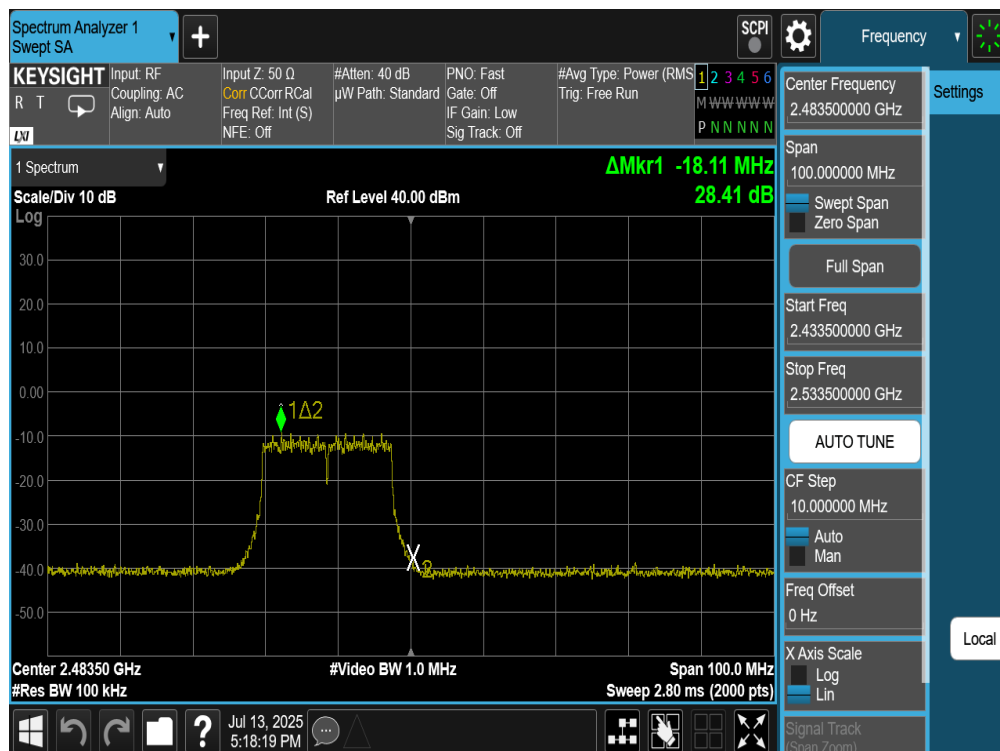 Spectrum Analyzer 1
Swept SA
+
SCPI
Frequency
KEYSIGHT
R T
LXI
Input: RF
Coupling: AC
Align: Auto
Input Z: 50 Ω
Corr CCorr RCal
Freq Ref: Int (S)
NFE: Off
#Atten: 40 dB
µW Path: Standard
PNO: Fast
Gate: Off
IF Gain: Low
Sig Track: Off
#Avg Type: Power (RMS
Trig: Free Run
1 2 3 4 5 6
M W W W W W
P N N N N N
1 Spectrum
Scale/Div 10 dB
Ref Level 40.00 dBm
ΔMkr1 -18.11 MHz
28.41 dB
Log
30.0
20.0
10.0
0.00
-10.0
-20.0
-30.0
-40.0
-50.0
1Δ2
X
2
Center 2.48350 GHz
#Video BW 1.0 MHz
Span 100.0 MHz
#Res BW 100 kHz
Sweep 2.80 ms (2000 pts)
?
Jul 13, 2025
5:18:19 PM
Center Frequency
2.483500000 GHz
Span
100.000000 MHz
Swept Span
Zero Span
Full Span
Start Freq
2.433500000 GHz
Stop Freq
2.533500000 GHz
AUTO TUNE
CF Step
10.000000 MHz
Auto
Man
Freq Offset
0 Hz
X Axis Scale
Log
Lin
Signal Track
(Span Zoom)
Settings
Local